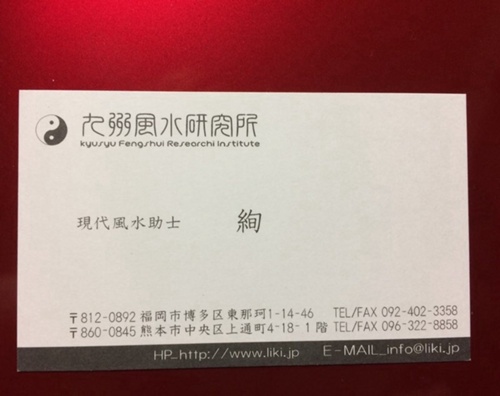 九州風水研究所
kyusyu Fengshui Researchi Institute
現代風水助士 絢
〒812-0892 福岡市博多区東那珂1-14-46 TEL/FAX 092-402-3358
〒860-0845 熊本市中央区上通町4-18-1階 TEL/FAX 096-322-8858
HP_http://www.liki.jp E-MAIL_info@liki.jp